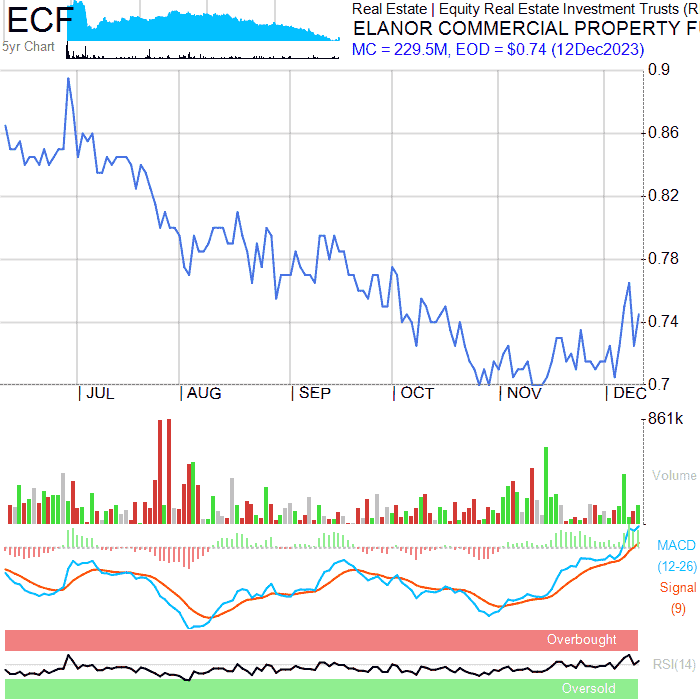 ECF
5yr Chart
Real Estate | Equity Real Estate Investment Trusts (R
ELANOR COMMERCIAL PROPERTY F
MC = 229.5M, EOD = $0.74 (12Dec2023)
0.9
0.86
0.82
0.78
0.74
0.7
JUL
AUG
SEP
OCT
NOV
DEC
861k
Volume
MACD
(12-26)
Signal
(9)
Overbought
RSI(14)
Oversold